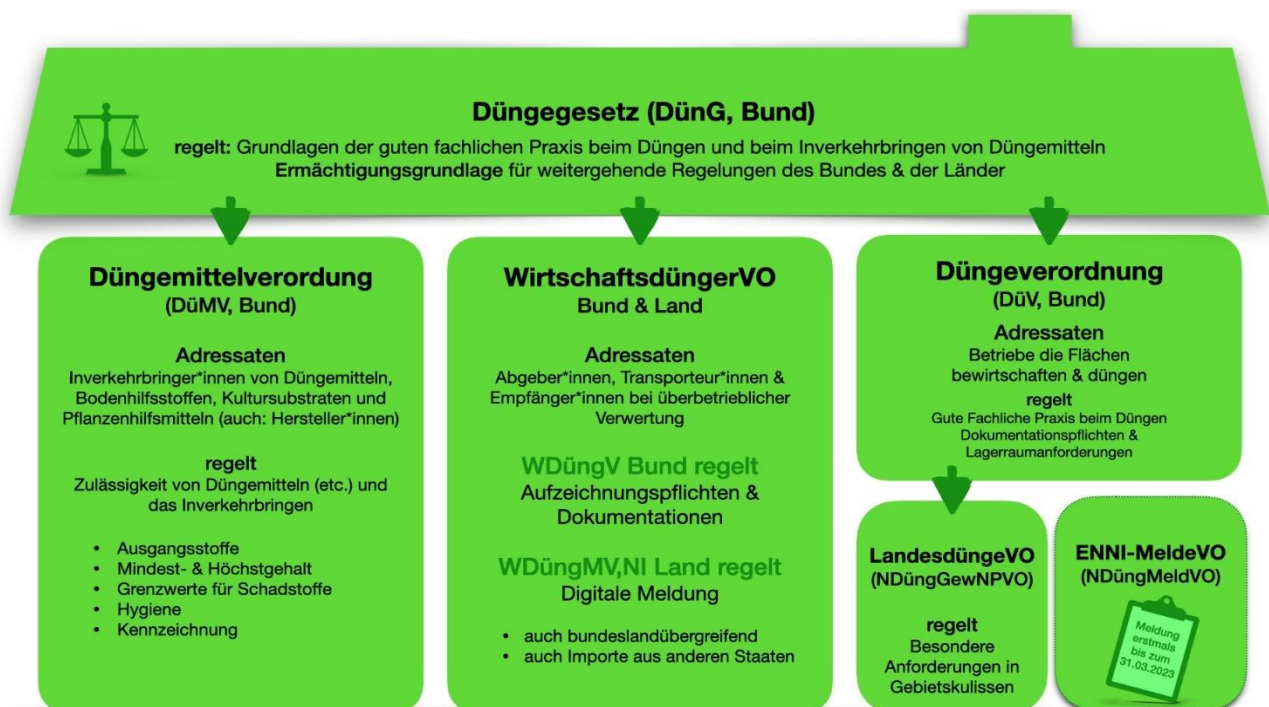 Düngegesetz (DünG, Bund)
regelt: Grundlagen der guten fachlichen Praxis beim Düngen und beim Inverkehrbringen von Düngemitteln
Ermächtigungsgrundlage für weitergehende Regelungen des Bundes & der Länder
Düngemittelverordung
(DüMV, Bund)
Adressaten
Inverkehrbringer*innen von Düngemitteln,
Bodenhilfsstoffen, Kultursubstraten und
Pflanzenhilfsmitteln (auch: Hersteller*innen)
regelt
Zulässigkeit von Düngemitteln (etc.) und
das Inverkehrbringen
• Ausgangsstoffe
• Mindest- & Höchstgehalt
• Grenzwerte für Schadstoffe
• Hygiene
• Kennzeichnung
WirtschaftsdüngerVO
Bund & Land
Adressaten
Abgeber*innen, Transporteur*innen &
Empfänger*innen bei überbetrieblicher
Verwertung
WDüngV Bund regelt
Aufzeichnungspflichten &
Dokumentationen
WDüngMV,NI Land regelt
Digitale Meldung
• auch bundeslandübergreifend
• auch Importe aus anderen Staaten
Düngeverordnung
(DüV, Bund)
Adressaten
Betriebe die Flächen
bewirtschaften & düngen
regelt
Gute Fachliche Praxis beim Düngen
Dokumentationspflichten &
Lagerraumanforderungen
LandesdüngeVO
(NDüngGewNPVO)
regelt
Besondere
Anforderungen in
Gebietskulissen
ENNI-MeldeVO
(NDüngMeldVO)
Meldung
erstmals
bis zum
31.03.2023